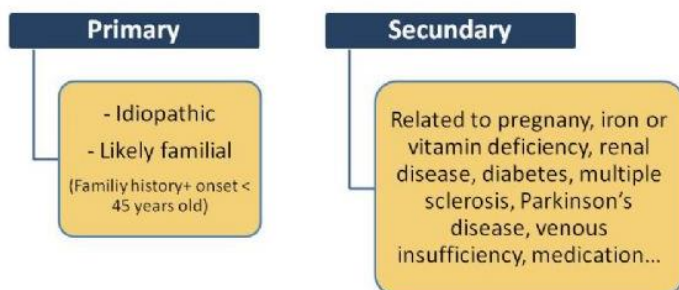 Primary
- Idiopathic
- Likely familial
(Familiy history+ onset <
45 years old)
Secundary
Related to pregnany, iron or
vitamin deficiency, renal
disease, diabetes, multiple
sclerosis, Parkinson's
disease, venous
insufficiency, medication...